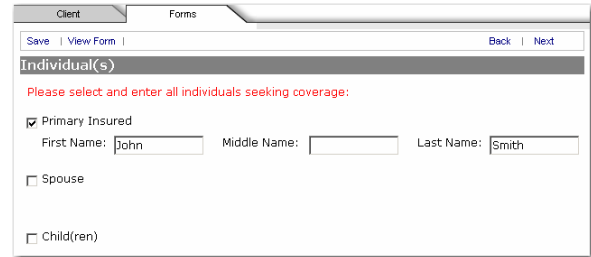 Client Forms
Save | View Form | Back | Next
Individual(s)
Please select and enter all individuals seeking coverage:
Primary Insured
First Name: John Middle Name: Last Name: Smith
Spouse
Child(ren)